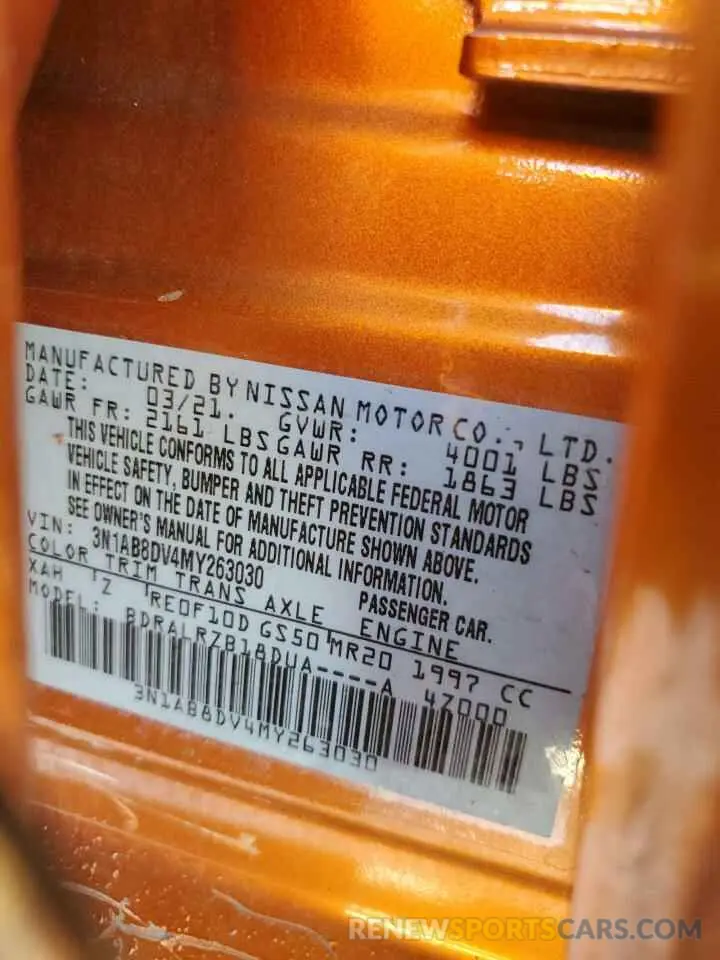 MANUFACTURED BY NISSAN MOTOR CO., LTD.
DATE: 03/21. GVWR: 4001 LBS
GAWR FR: 2161 LBS GAWR RR: 1863 LBS
THIS VEHICLE CONFORMS TO ALL APPLICABLE FEDERAL MOTOR
VEHICLE SAFETY, BUMPER AND THEFT PREVENTION STANDARDS
IN EFFECT ON THE DATE OF MANUFACTURE SHOWN ABOVE.
SEE OWNER'S MANUAL FOR ADDITIONAL INFORMATION.
VIN: 3N1AB8DV4MY263030 PASSENGER CAR.
COLOR TRIM TRANS AXLE ENGINE
XAH Z RE0F10D GS50 MR20 1997 CC
MODEL: BDRALRZB18DUA----A 47000
3N1AB8DV4MY263030
RENEWSPORTSCARS.COM